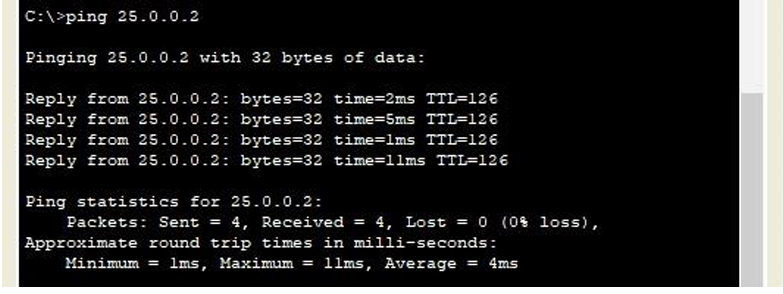 C:\>ping 25.0.0.2
Pinging 25.0.0.2 with 32 bytes of data:
Reply from 25.0.0.2: bytes=32 time=2ms TTL=126
Reply from 25.0.0.2: bytes=32 time=5ms TTL=126
Reply from 25.0.0.2: bytes=32 time=1ms TTL=126
Reply from 25.0.0.2: bytes=32 time=11ms TTL=126
Ping statistics for 25.0.0.2:
Packets: Sent = 4, Received = 4, Lost = 0 (0% loss),
Approximate round trip times in milli-seconds:
Minimum = 1ms, Maximum = 11ms, Average = 4ms